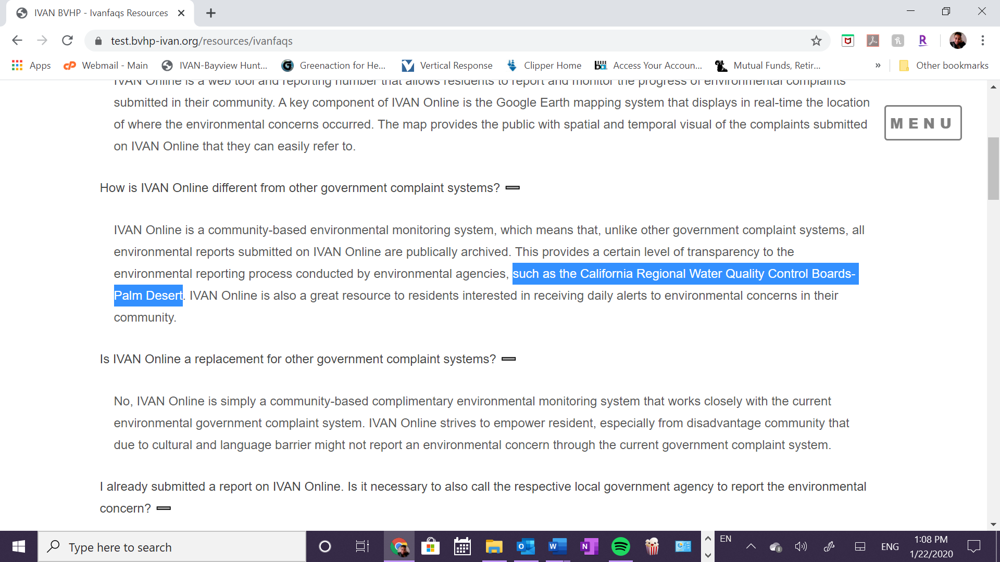 IVAN BVHP - Ivanfaqs Resources
test.bvhp-ivan.org/resources/ivanfaqs
Apps
Webmail - Main
IVAN-Bayview Hunt...
Greenaction for He...
Vertical Response
Clipper Home
Access Your Accoun...
Mutual Funds, Retir...
»
Other bookmarks
IVAN Online is a web tool and reporting number that allows residents to report and monitor the progress of environmental complaints
submitted in their community. A key component of IVAN Online is the Google Earth mapping system that displays in real-time the location
of where the environmental concerns occurred. The map provides the public with spatial and temporal visual of the complaints submitted
on IVAN Online that they can easily refer to.
MENU
How is IVAN Online different from other government complaint systems?
IVAN Online is a community-based environmental monitoring system, which means that, unlike other government complaint systems, all
environmental reports submitted on IVAN Online are publically archived. This provides a certain level of transparency to the
environmental reporting process conducted by environmental agencies, such as the California Regional Water Quality Control Boards-
Palm Desert. IVAN Online is also a great resource to residents interested in receiving daily alerts to environmental concerns in their
community.
Is IVAN Online a replacement for other government complaint systems?
No, IVAN Online is simply a community-based complimentary environmental monitoring system that works closely with the current
environmental government complaint system. IVAN Online strives to empower resident, especially from disadvantage community that
due to cultural and language barrier might not report an environmental concern through the current government complaint system.
I already submitted a report on IVAN Online. Is it necessary to also call the respective local government agency to report the environmental
concern?
Type here to search
EN
ENG
1:08 PM
1/22/2020